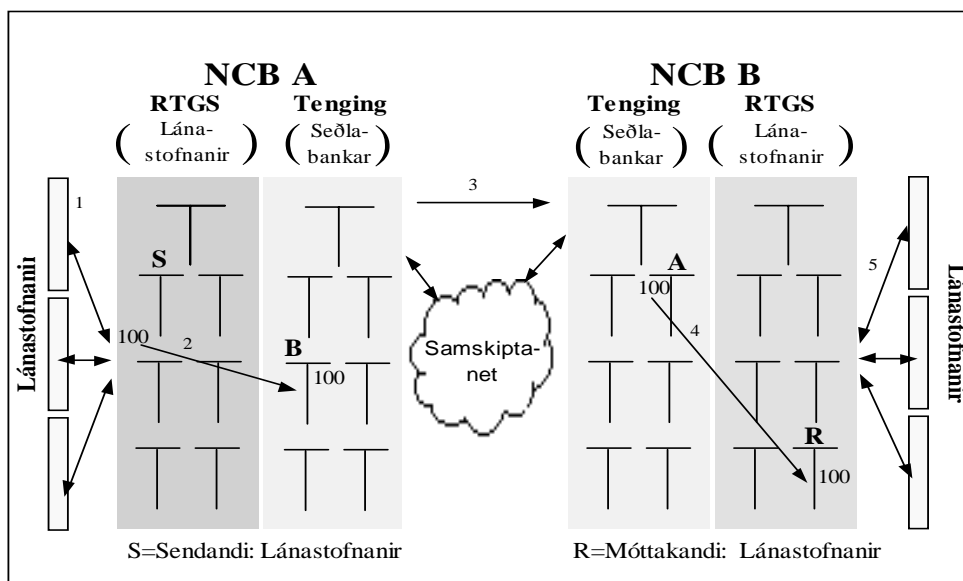 NCB A
NCB B
RTGS
Tenging
Tenging
RTGS
(Lána-
stofnanir)
(Seðla-
bankar)
(Seðla-
bankar)
(Lána-
stofnanir)
1
3
S
A
5
100
Lánastofnanir
Lánastofnanir
100
2
4
B
100
Samskipta-
net
R
100
S=Sendandi: Lánastofnanir
R=Móttakandi: Lánastofnanir